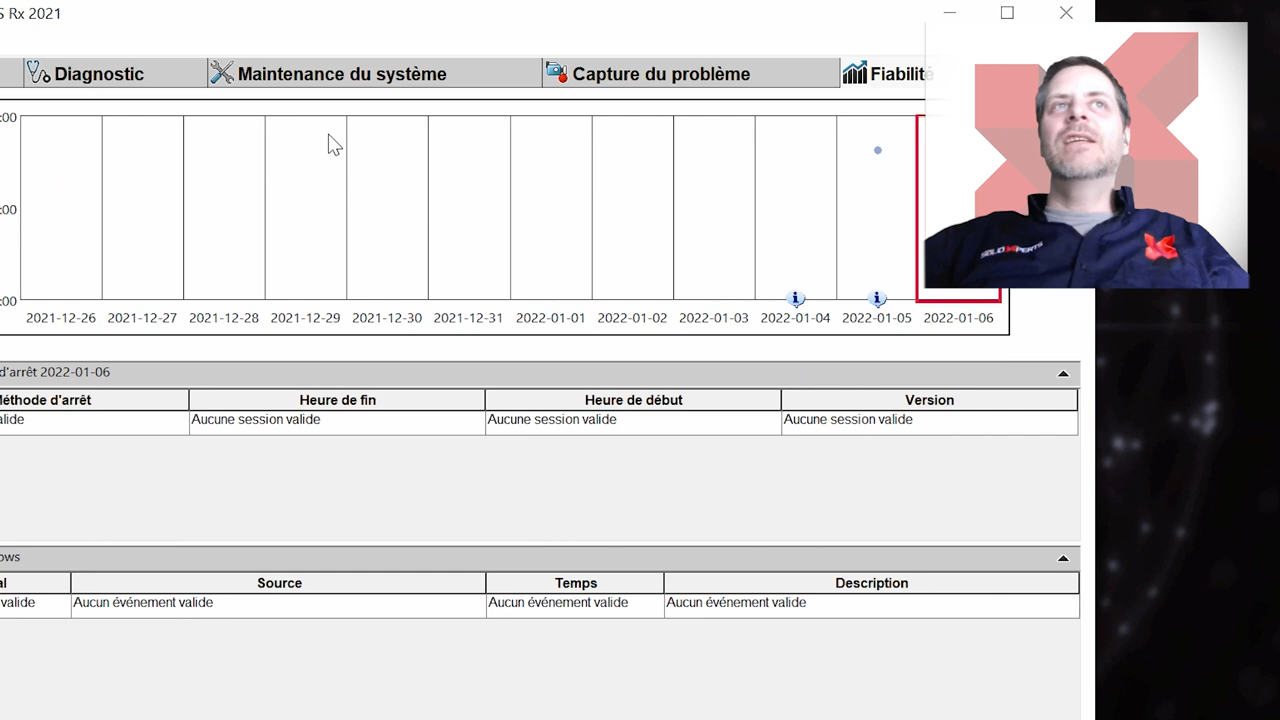 S Rx 2021
Diagnostic
Maintenance du système
Capture du problème
Fiabilité
:00
:00
:00
2021-12-26
2021-12-27
2021-12-28
2021-12-29
2021-12-30
2021-12-31
2022-01-01
2022-01-02
2022-01-03
2022-01-04
2022-01-05
2022-01-06
SOLIDXPERTS
d'arrêt 2022-01-06
Méthode d'arrêt
Heure de fin
Heure de début
Version
alide
Aucune session valide
Aucune session valide
Aucune session valide
ows
al
Source
Temps
Description
valide
Aucun événement valide
Aucun événement valide
Aucun événement valide